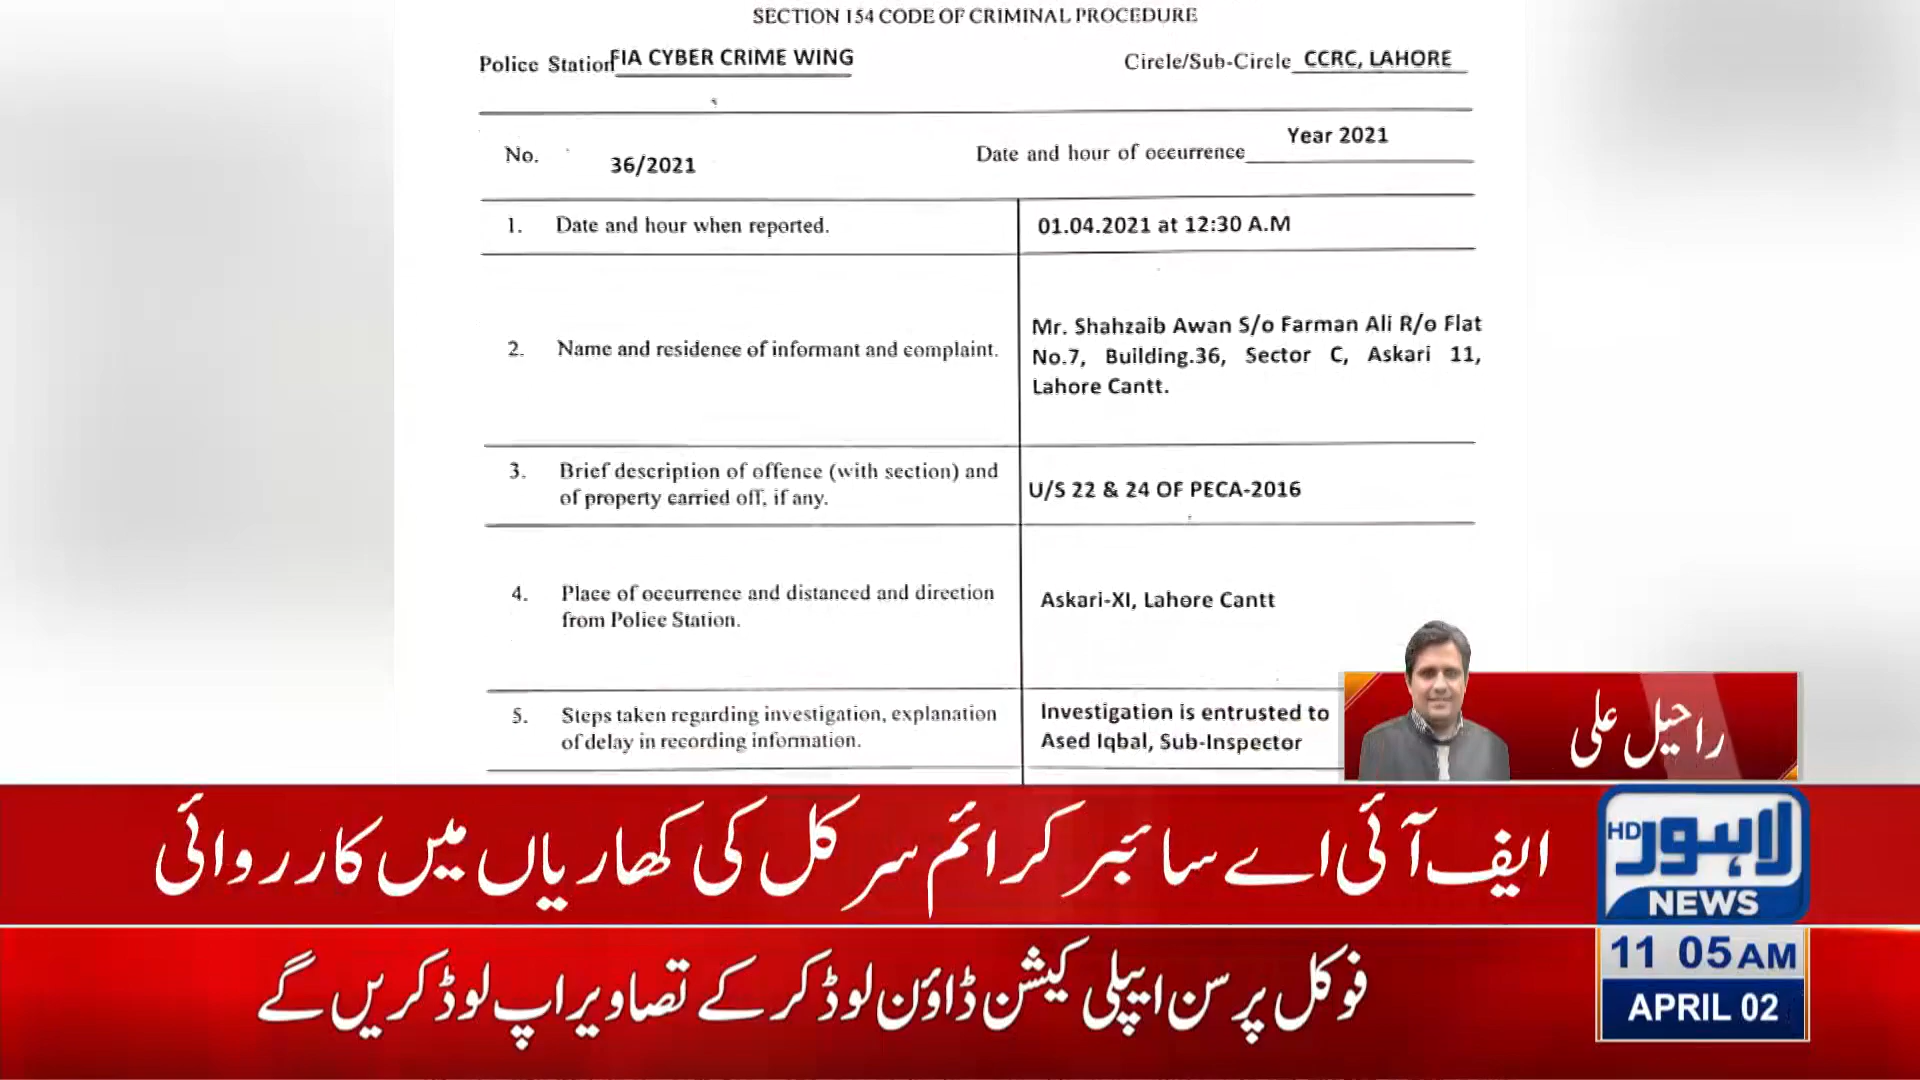 SECTION 154 CODE OF CRIMINAL PROCEDURE
Police Station FIA CYBER CRIME WING
Circle/Sub-Circle CCRC, LAHORE
No. 36/2021
Date and hour of occurrence Year 2021
1. Date and hour when reported.
01.04.2021 at 12:30 A.M
2. Name and residence of informant and complaint.
Mr. Shahzaib Awan S/o Farman Ali R/o Flat
No.7, Building.36, Sector C, Askari 11,
Lahore Cantt.
3. Brief description of offence (with section) and
of property carried off, if any.
U/S 22 & 24 OF PECA-2016
4. Place of occurrence and distanced and direction
from Police Station.
Askari-XI, Lahore Cantt
5. Steps taken regarding investigation, explanation
of delay in recording information.
Investigation is entrusted to
Ased Iqbal, Sub-Inspector
راحیل علی
ایف آئی اے سائبر کرائم سرکل کی کھاریاں میں کارروائی
لاہور HD
NEWS
فوکل پرسن ایپلی کیشن ڈاؤن لوڈ کر کے تصاویر اپ لوڈ کریں گے
11 05 AM
APRIL 02